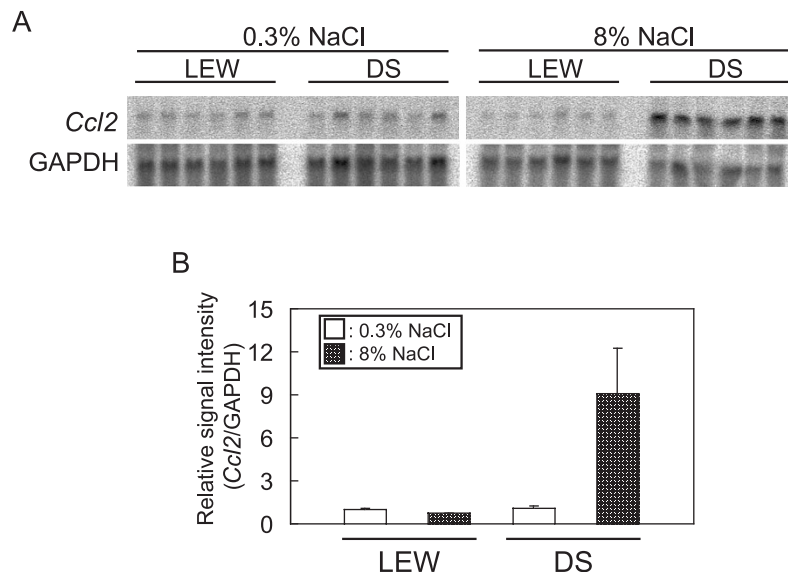 A
0.3% NaCl 8% NaCl
LEW DS LEW DS
Ccl2
GAPDH
B
Relative signal intensity
(Ccl2/GAPDH)
15
12
9
6
3
0
: 0.3% NaCl
: 8% NaCl
LEW DS